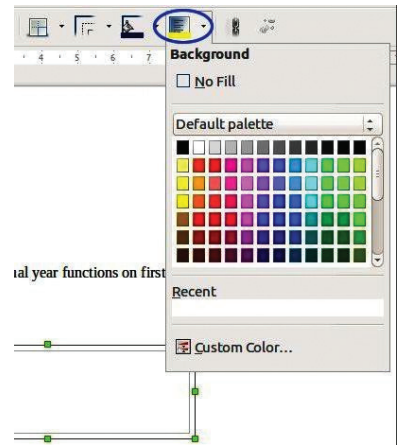 4 5 6 7
Background
No Fill
Default palette
al year functions on first
Recent
Custom Color...